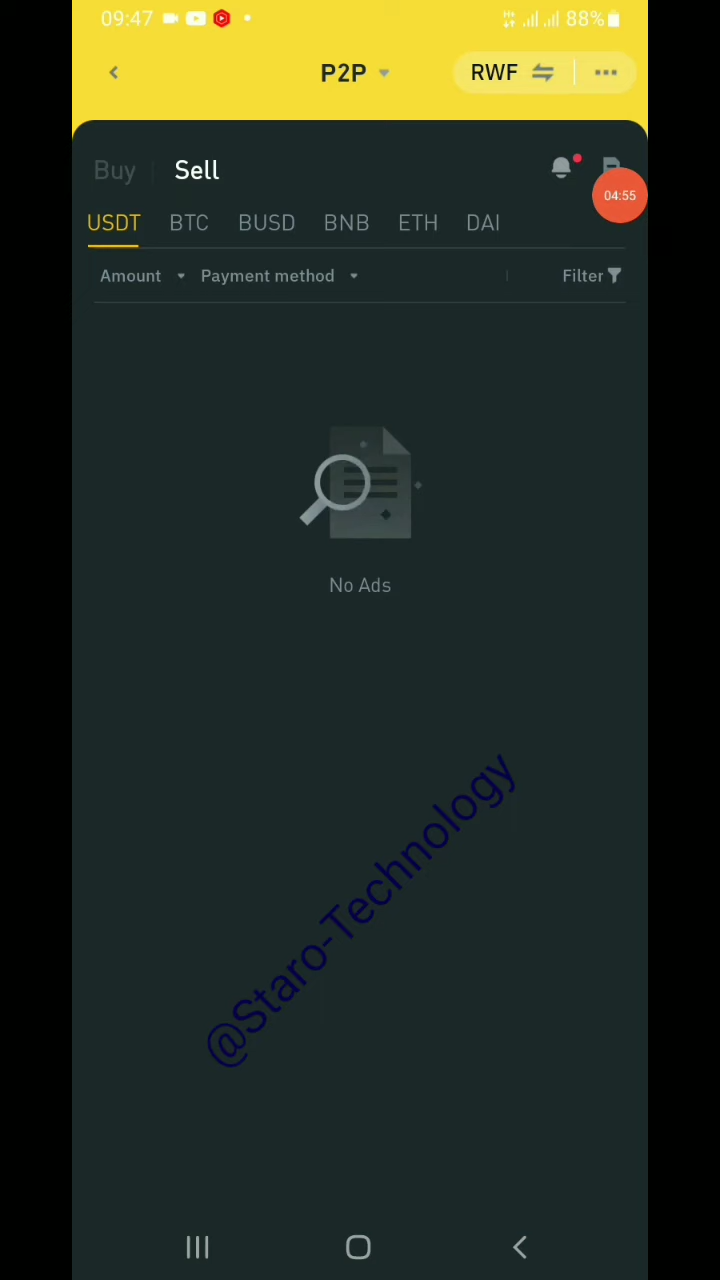 09:47 88%
P2P RWF
Buy Sell
04:55
USDT BTC BUSD BNB ETH DAI
Amount Payment method Filter
No Ads
@Staro-Technology